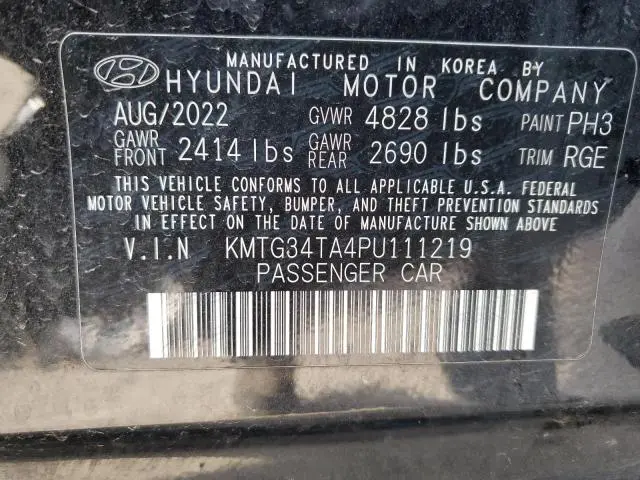 MANUFACTURED IN KOREA BY
HYUNDAI MOTOR COMPANY
AUG/2022 GVWR 4828 lbs PAINT PH3
GAWR FRONT 2414 lbs GAWR REAR 2690 lbs TRIM RGE
THIS VEHICLE CONFORMS TO ALL APPLICABLE U.S.A. FEDERAL
MOTOR VEHICLE SAFETY, BUMPER, AND THEFT PREVENTION STANDARDS
IN EFFECT ON THE DATE OF MANUFACTURE SHOWN ABOVE
V.I.N KMTG34TA4PU111219
PASSENGER CAR